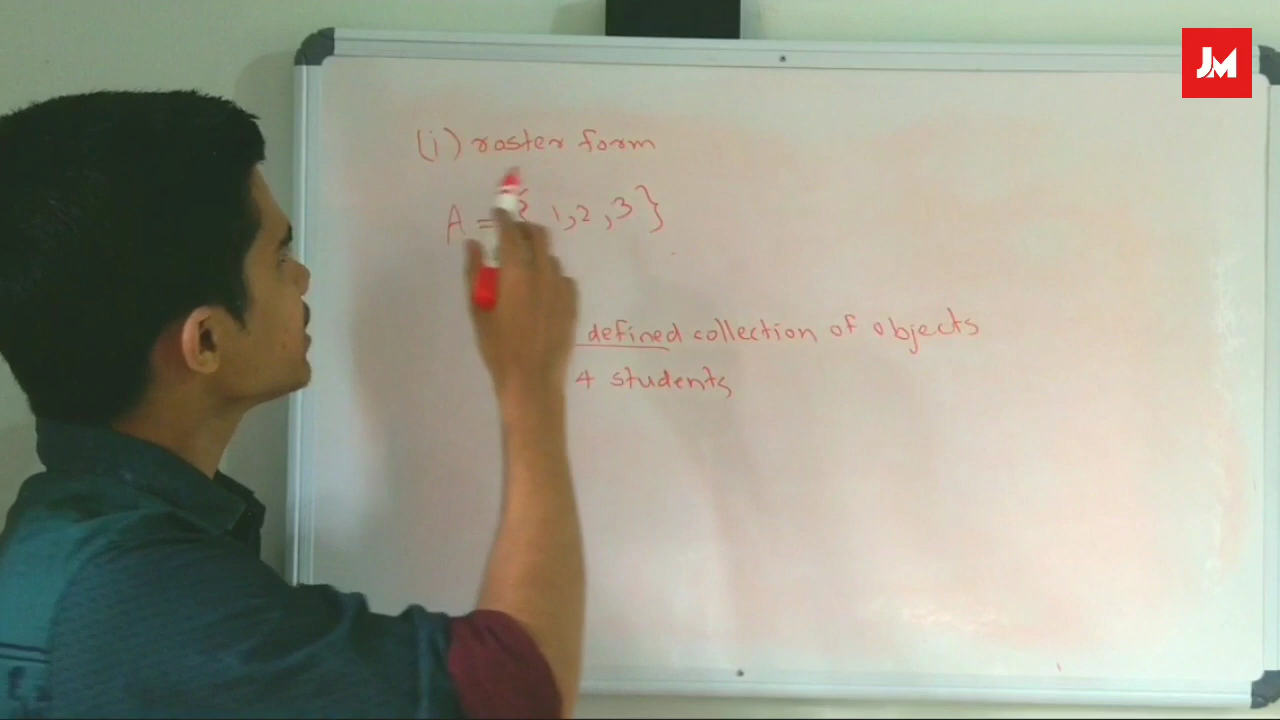 JM
(i) roster form
A = { 1, 2, 3 }
defined collection of objects
4 students